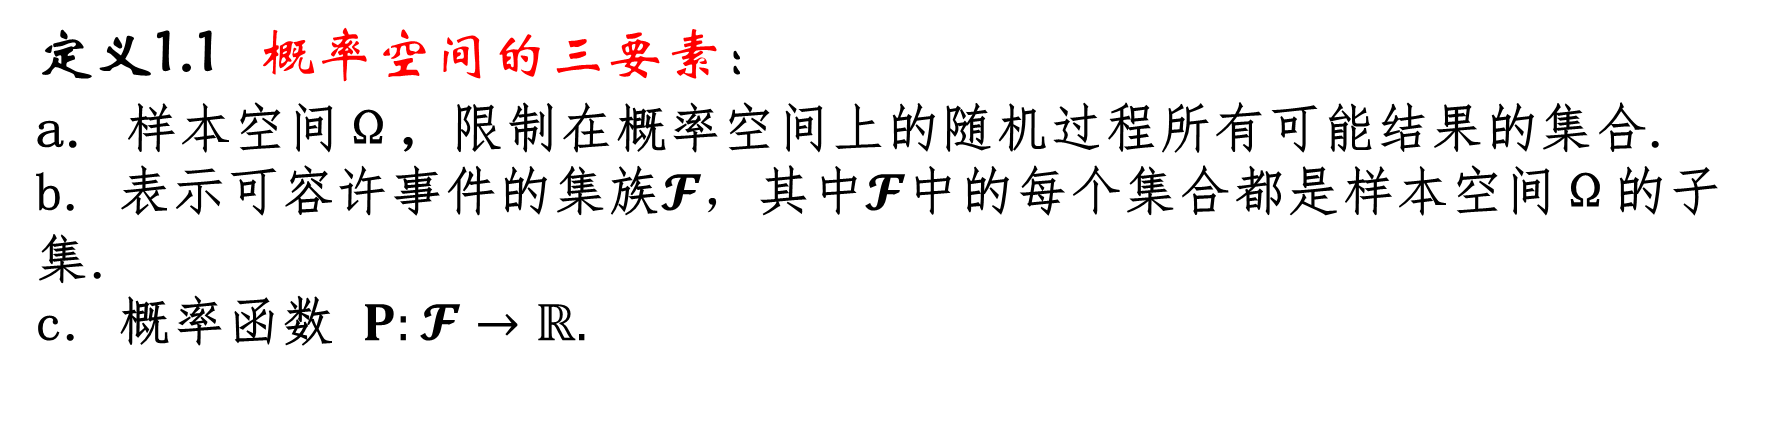 定义1.1 概率空间的三要素：
a. 样本空间Ω，限制在概率空间上的随机过程所有可能结果的集合.
b. 表示可容许事件的集族𝓕，其中𝓕中的每个集合都是样本空间Ω的子
集.
c. 概率函数 𝐏: 𝓕 → ℝ.